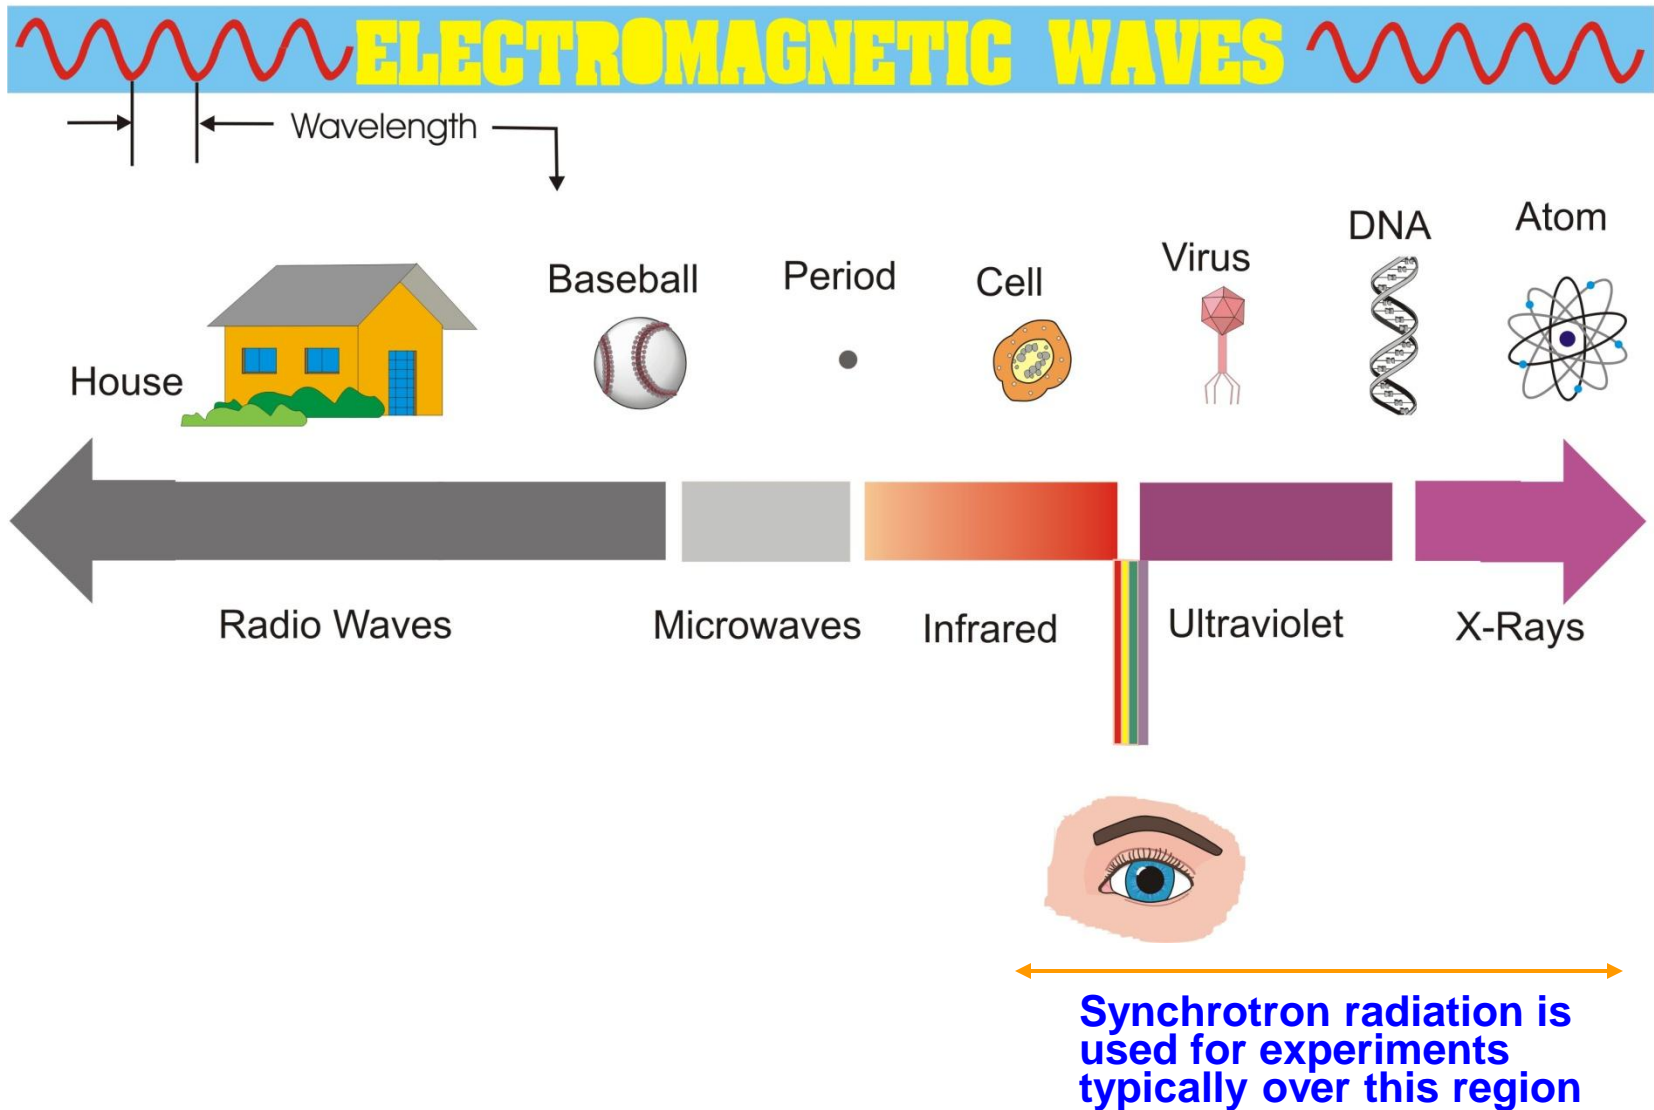 ELECTROMAGNETIC WAVES
Wavelength
House
Baseball
Period
Cell
Virus
DNA
Atom
Radio Waves
Microwaves
Infrared
Ultraviolet
X-Rays
Synchrotron radiation is
used for experiments
typically over this region